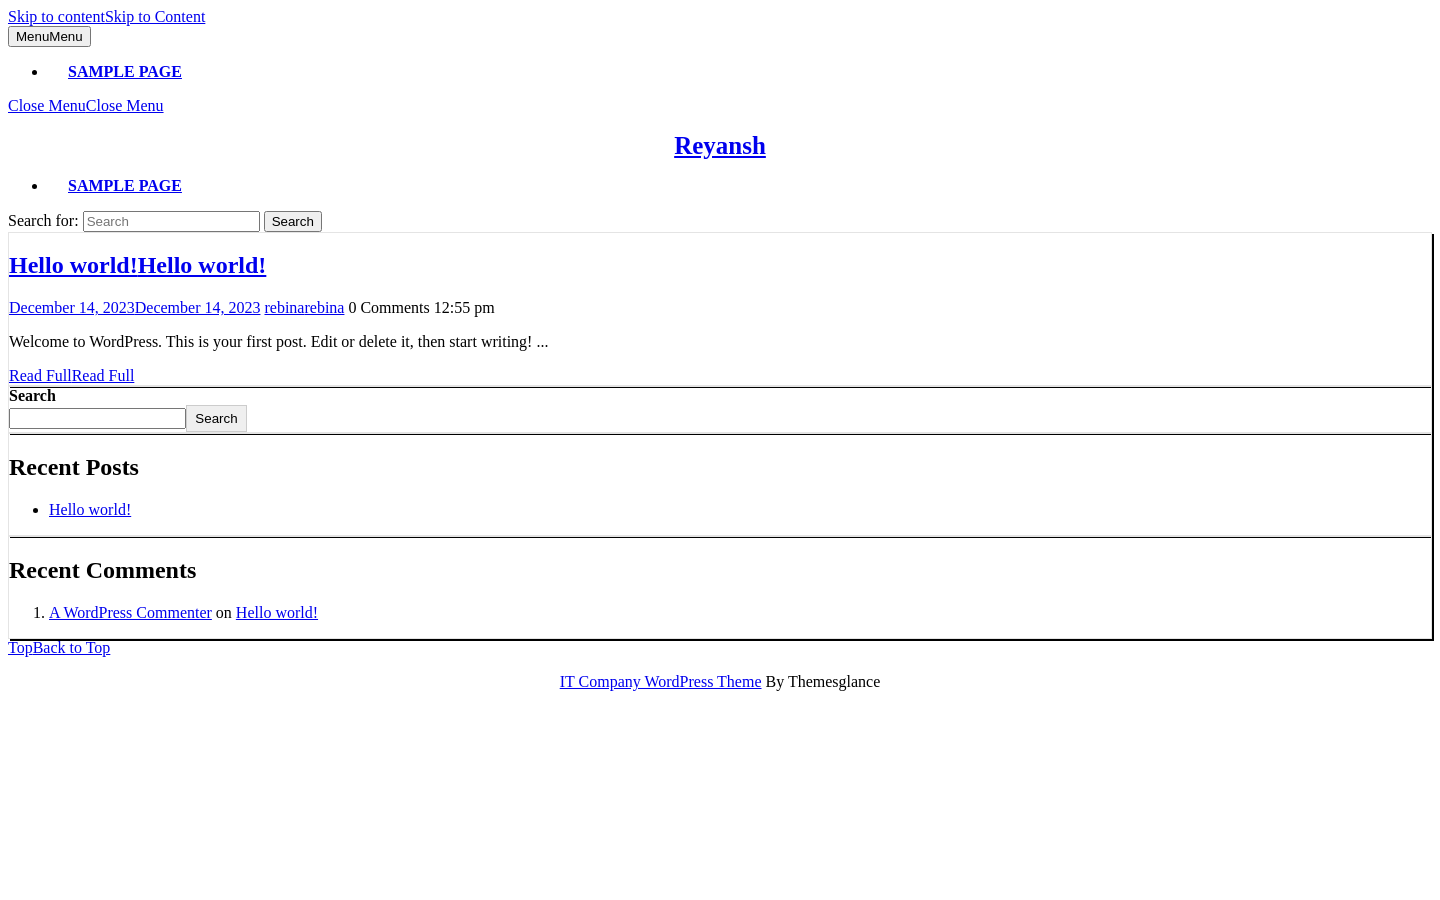 Skip to contentSkip to Content
MenuMenu
SAMPLE PAGE
Close MenuClose Menu
Reyansh
SAMPLE PAGE
Search for: Search Search
Hello world!Hello world!
December 14, 2023December 14, 2023 rebinarebina 0 Comments 12:55 pm
Welcome to WordPress. This is your first post. Edit or delete it, then start writing! ...
Read FullRead Full
Search
Search
Recent Posts
Hello world!
Recent Comments
1. A WordPress Commenter on Hello world!
TopBack to Top
IT Company WordPress Theme By Themesglance